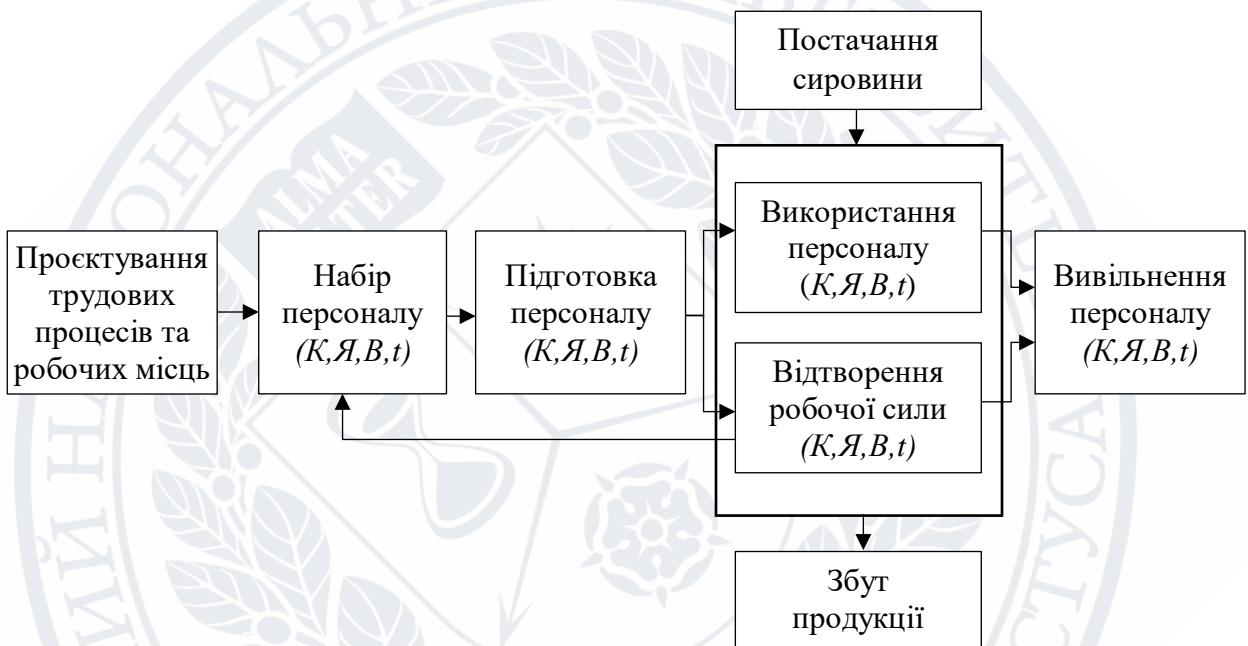 Постачання
сировини
Проєктування
трудових
процесів та
робочих місць
Набір
персоналу
(К,Я,В,t)
Підготовка
персоналу
(К,Я,В,t)
Використання
персоналу
(К,Я,В,t)
Відтворення
робочої сили
(К,Я,В,t)
Вивільнення
персоналу
(К,Я,В,t)
Збут
продукції
ALMA